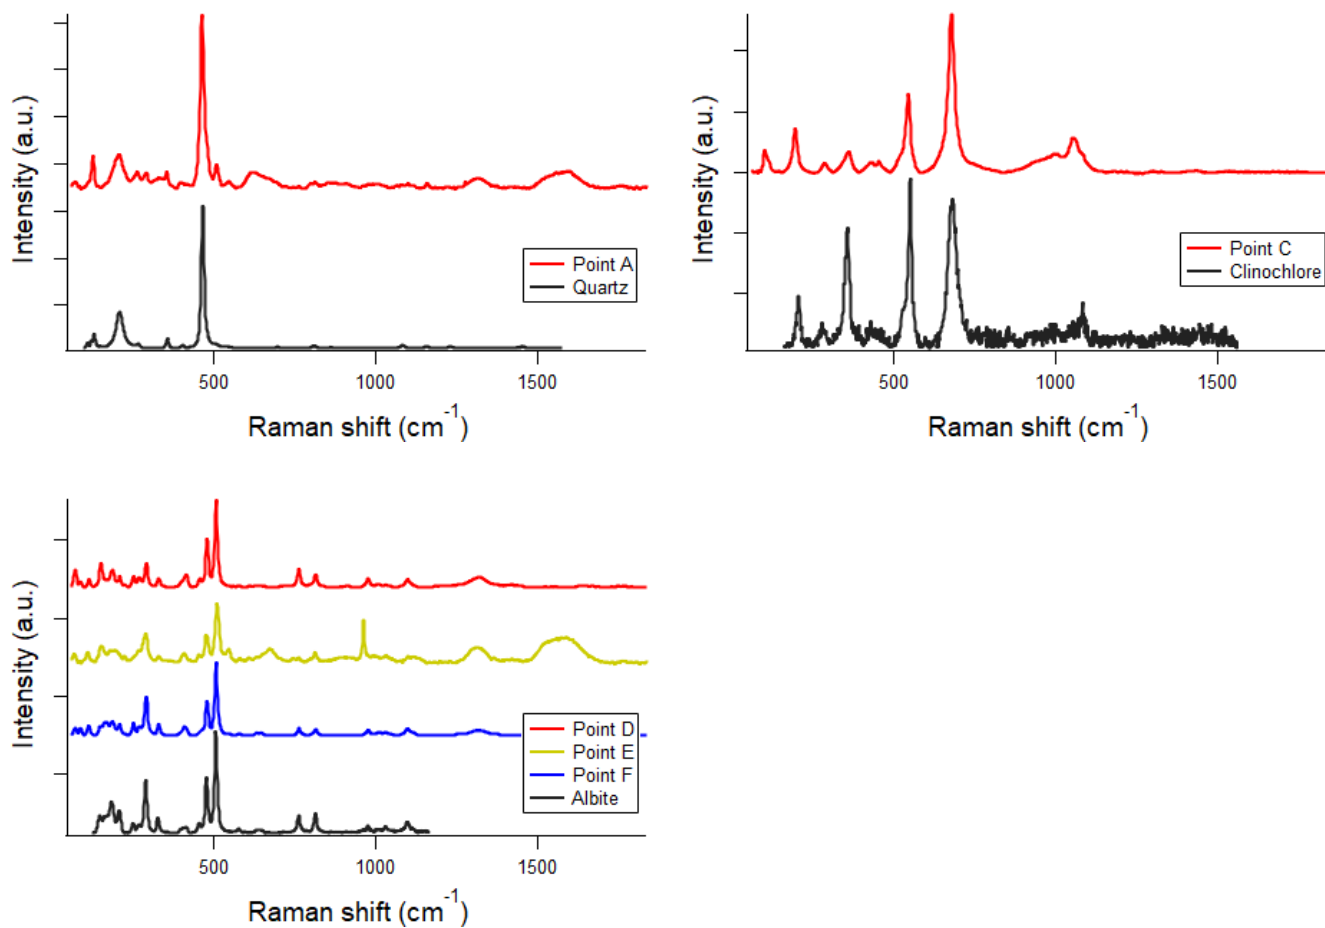 Intensity (a.u.)
Point A
Quartz
500
1000
1500
Raman shift (cm⁻¹)
Intensity (a.u.)
Point C
Clinochlore
500
1000
1500
Raman shift (cm⁻¹)
Intensity (a.u.)
Point D
Point E
Point F
Albite
500
1000
1500
Raman shift (cm⁻¹)